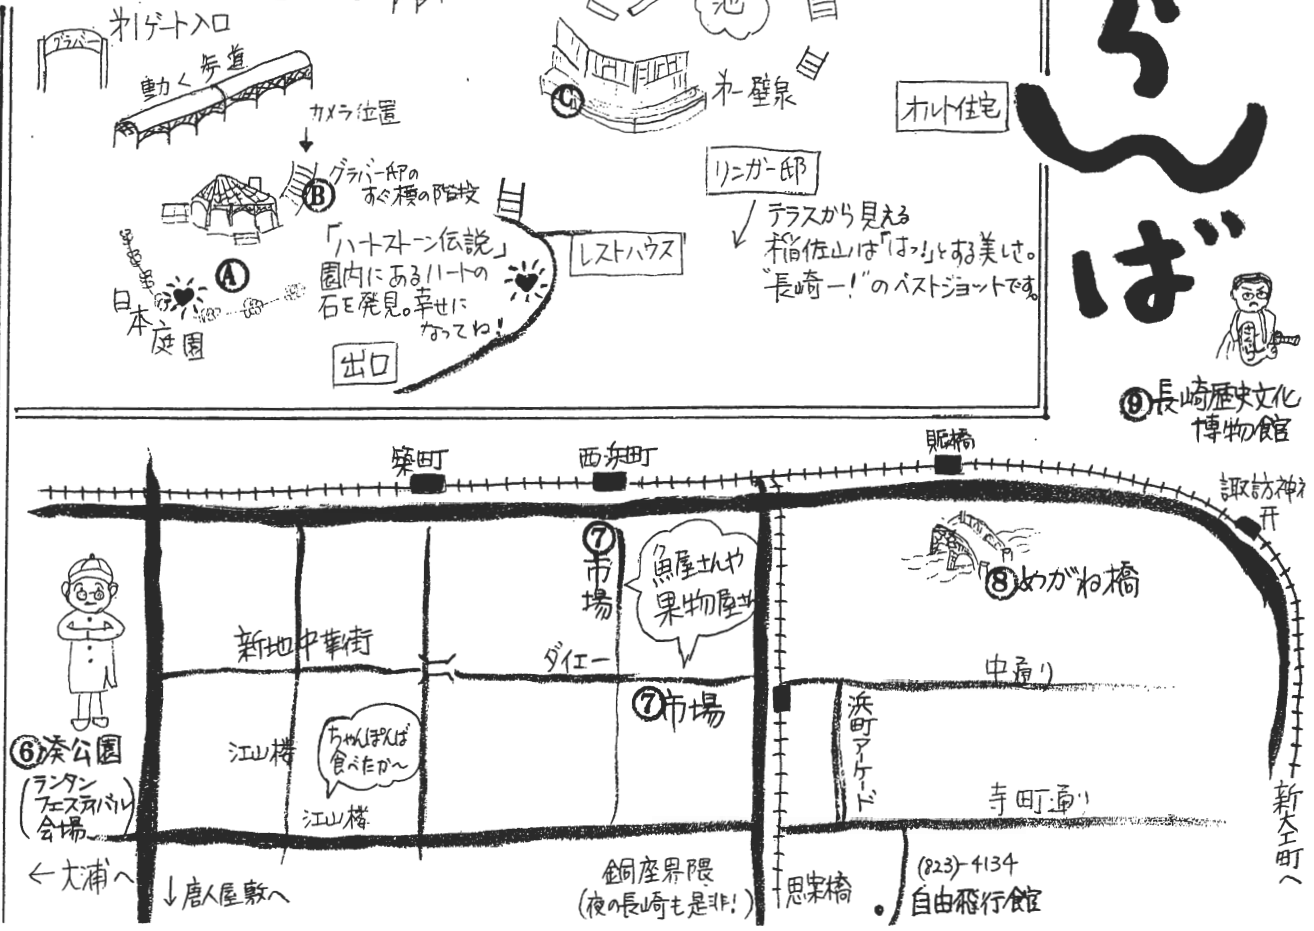 グラバー
オ1ゲート入口
動く歩道
カメラ位置
B
グラバー邸の
すぐ横の階段
A
「ハートストーン伝説」
園内にあるハートの
石を発見。幸せに
なってね!
日本庭園
出口
レストハウス
池
C
オ一壁泉
オルト住宅
リンガー邸
テラスから見える
稲佐山は「はっ!」とする美しさ。
"長崎一!"のベストショットです。
らんば
⑨長崎歴史文化
博物館
築町
西浜町
賑橋
諏訪神社
⑦市場
魚屋さんや
果物屋さ
⑧めがね橋
新地中華街
ダイエー
⑦市場
中通り
浜町アーケード
⑥湊公園
(ランタン
フェスティバル
会場)
江山楼
ちゃんぽんば
食べたか〜
江山楼
寺町通り
新大工町へ
←大浦へ
↓唐人屋敷へ
銅座界隈
(夜の長崎も是非!)
思案橋
(823)-4134
自由飛行館